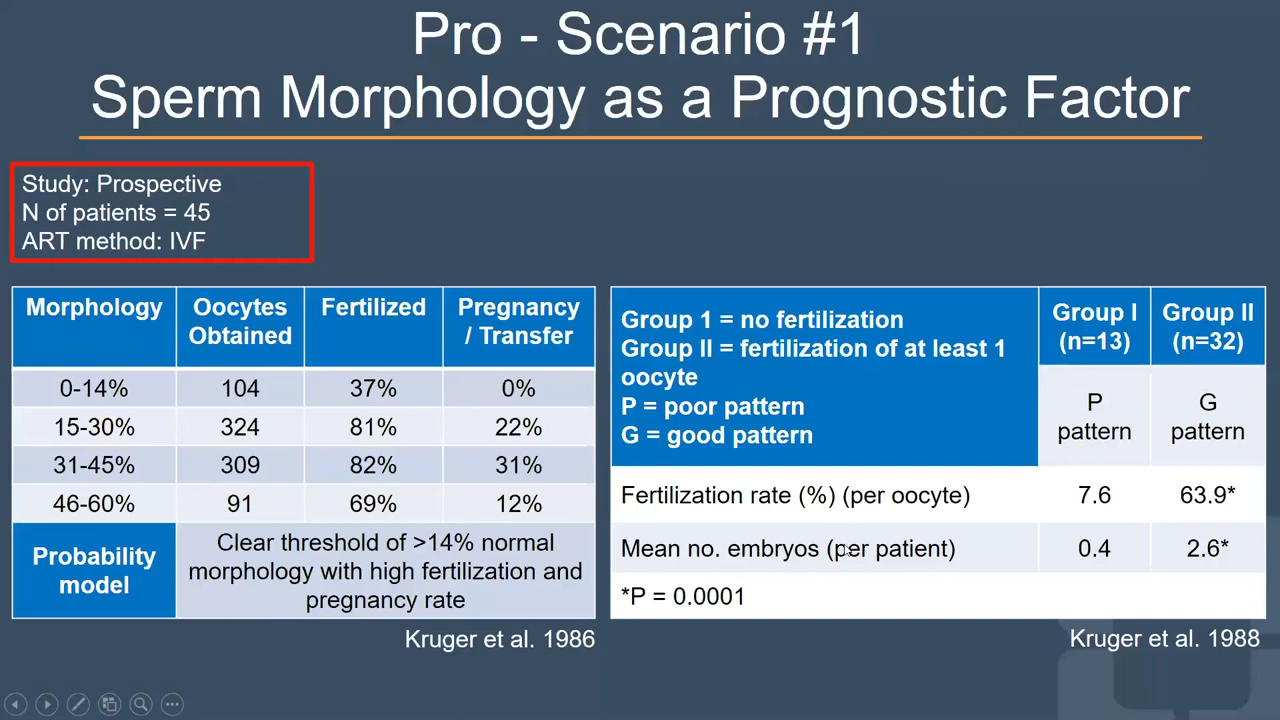 Pro - Scenario #1
Sperm Morphology as a Prognostic Factor
Study: Prospective
N of patients = 45
ART method: IVF
Morphology Oocytes Obtained Fertilized Pregnancy / Transfer
0-14% 104 37% 0%
15-30% 324 81% 22%
31-45% 309 82% 31%
46-60% 91 69% 12%
Probability model
Clear threshold of >14% normal
morphology with high fertilization and
pregnancy rate
Kruger et al. 1986
Group 1 = no fertilization
Group II = fertilization of at least 1
oocyte
P = poor pattern
G = good pattern
Group I (n=13) Group II (n=32)
P pattern G pattern
Fertilization rate (%) (per oocyte) 7.6 63.9*
Mean no. embryos (per patient) 0.4 2.6*
*P = 0.0001
Kruger et al. 1988